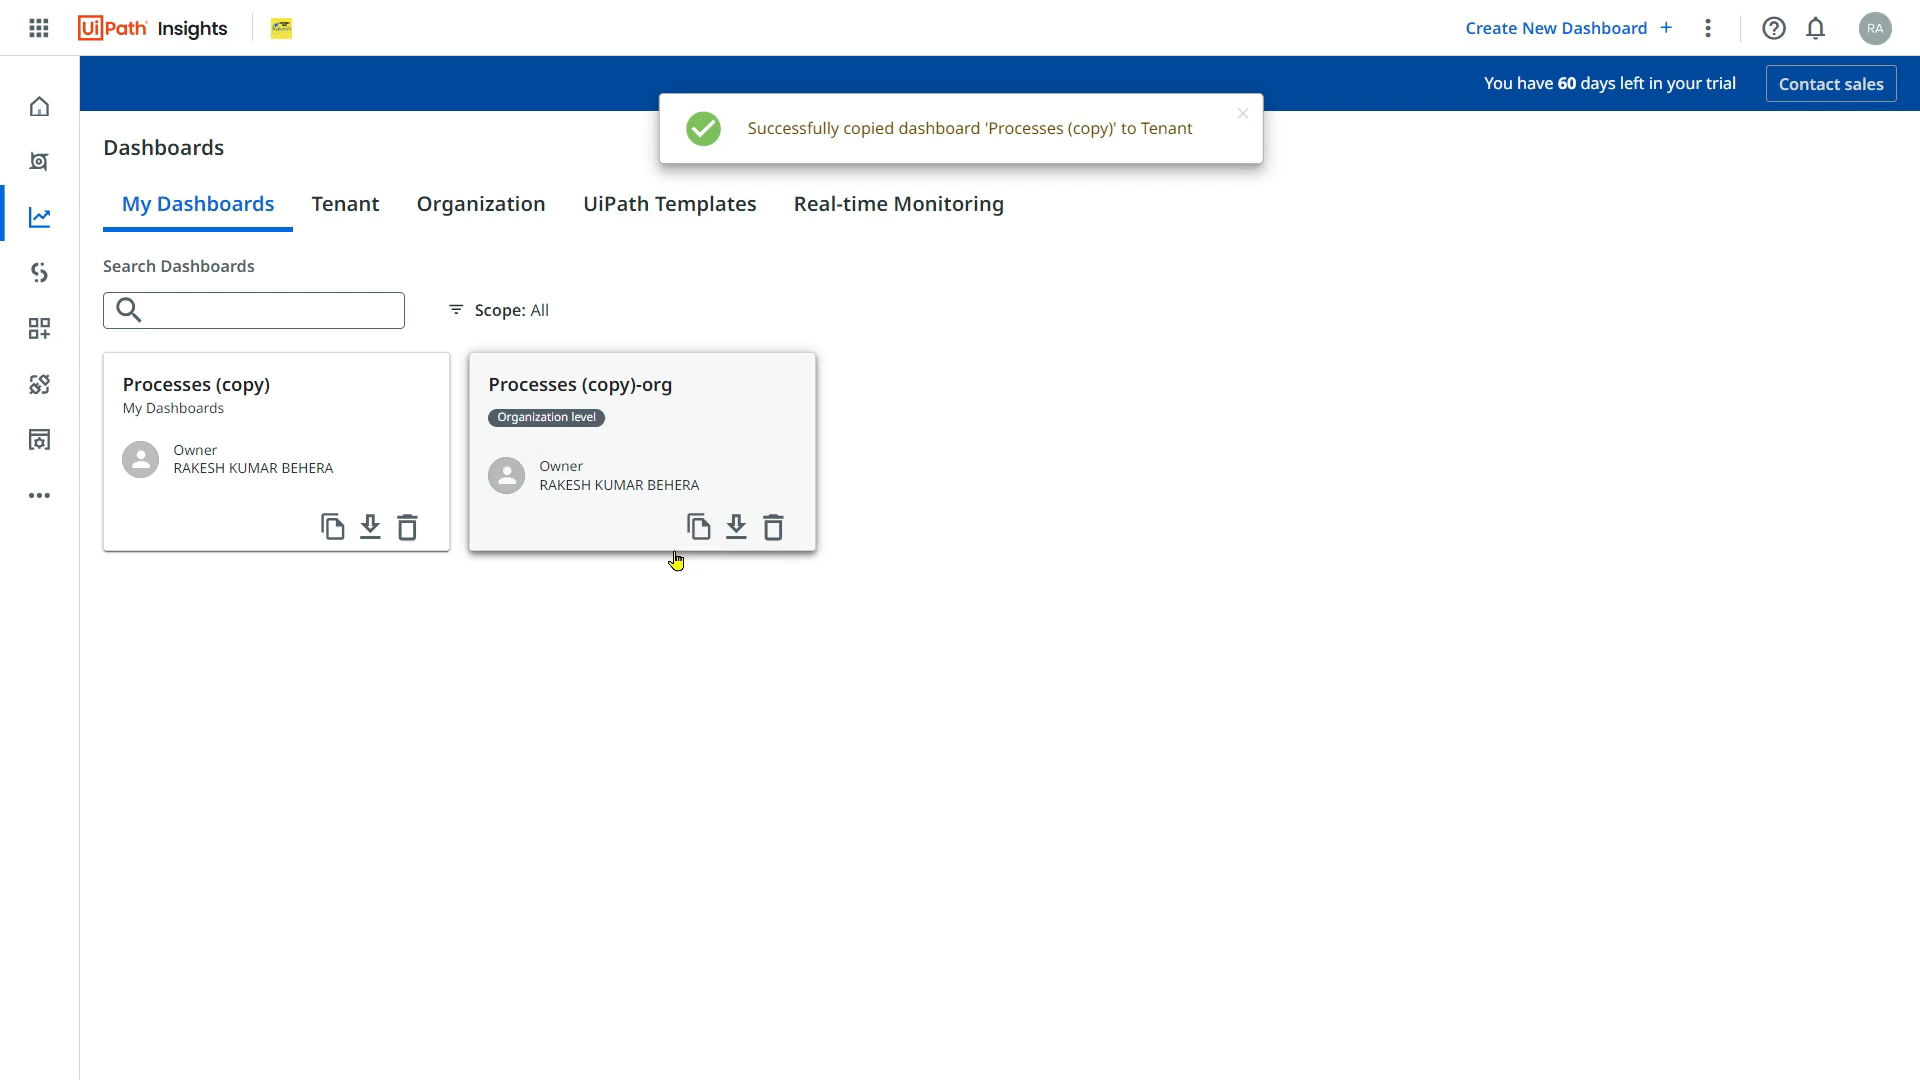 UiPath Insights
Create New Dashboard +
RA
You have 60 days left in your trial
Contact sales
Successfully copied dashboard 'Processes (copy)' to Tenant
Dashboards
My Dashboards
Tenant
Organization
UiPath Templates
Real-time Monitoring
Search Dashboards
Scope: All
Processes (copy)
My Dashboards
Owner
RAKESH KUMAR BEHERA
Processes (copy)-org
Organization level
Owner
RAKESH KUMAR BEHERA